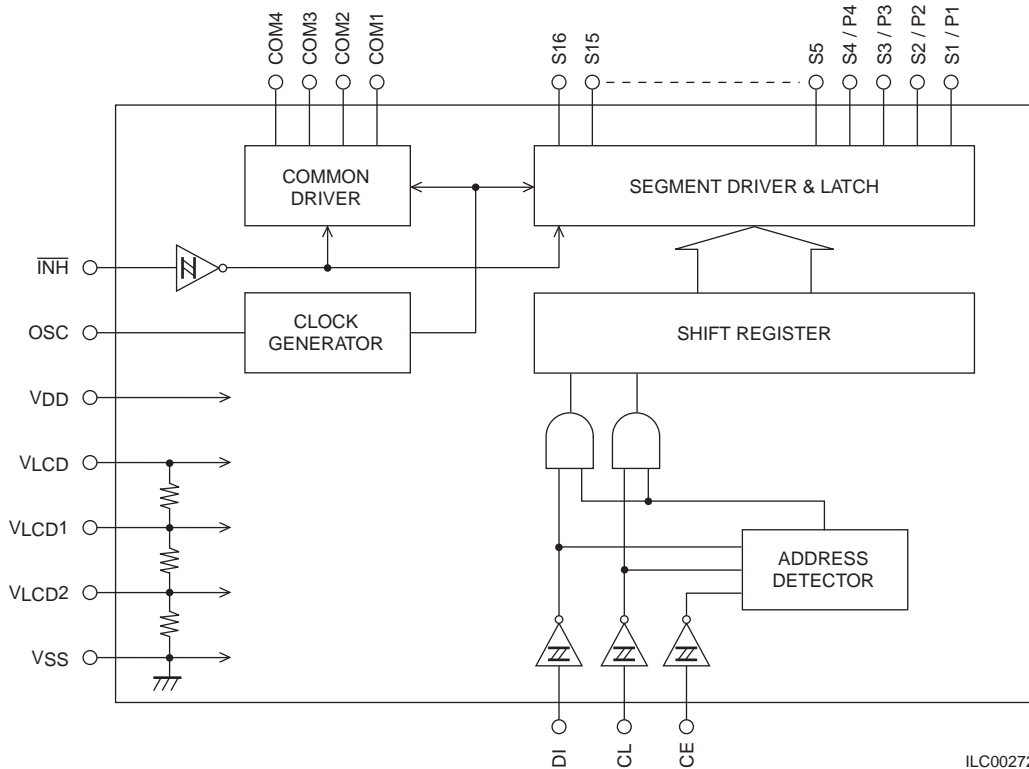 COM4
COM3
COM2
COM1
S16
S15
S5
S4 / P4
S3 / P3
S2 / P2
S1 / P1
COMMON
DRIVER
SEGMENT DRIVER & LATCH
INH
OSC
CLOCK
GENERATOR
SHIFT REGISTER
VDD
VLCD
VLCD1
VLCD2
VSS
ADDRESS
DETECTOR
DI
CL
CE
ILC00272